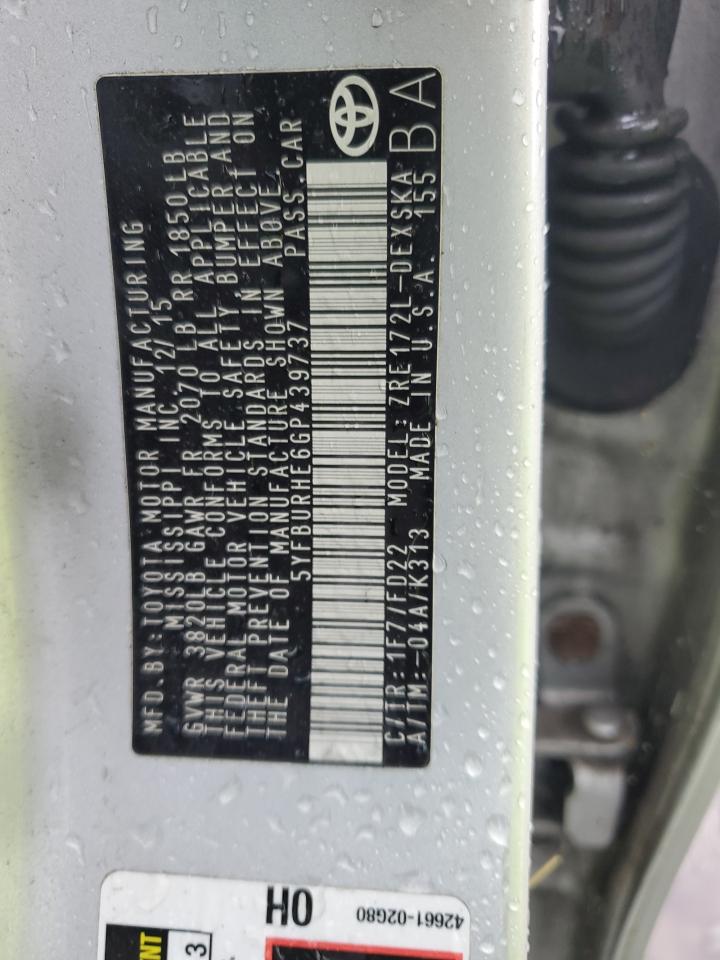 MFD.BY:TOYOTA MOTOR MANUFACTURING
MISSISSIPPI INC. 12/15
GVWR 3820LB GAWR FR 2070 LB RR 1850 LB
THIS VEHICLE CONFORMS TO ALL APPLICABLE
FEDERAL MOTOR VEHICLE SAFETY, BUMPER, AND
THEFT PREVENTION STANDARDS IN EFFECT ON
THE DATE OF MANUFACTURE SHOWN ABOVE.
5YFBURHE6GP439737 PASS.CAR
C/TR:1F7/FD22 MODEL:ZRE172L-DEXSKA
A/TM:-04A/K313 MADE IN U.S.A. 155
BA
0H
42661-02G80
3